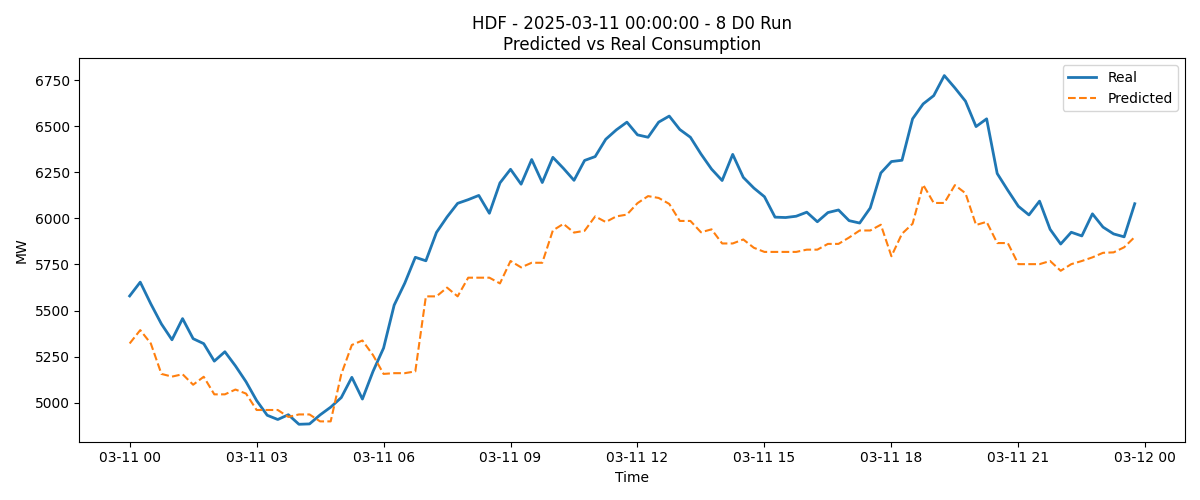 HDF - 2025-03-11 00:00:00 - 8 D0 Run
Predicted vs Real Consumption
Real
Predicted
MW
6750
6500
6250
6000
5750
5500
5250
5000
03-11 00
03-11 03
03-11 06
03-11 09
03-11 12
03-11 15
03-11 18
03-11 21
03-12 00
Time